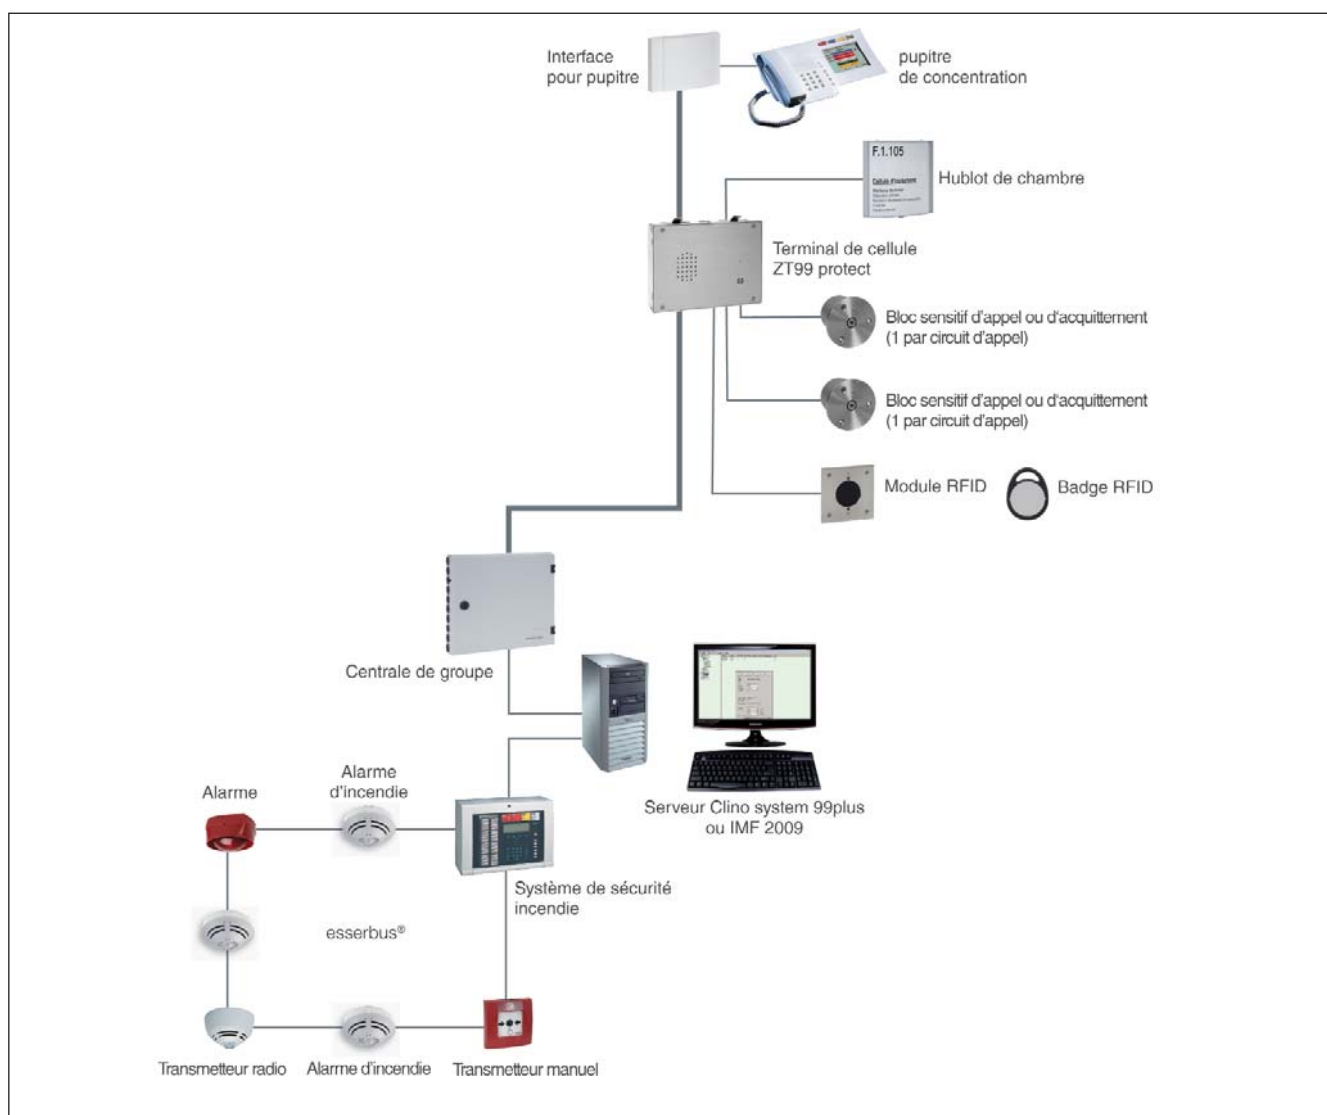 Interface
pour pupitre
pupitre
de concentration
F.1.105
Hublot de chambre
Terminal de cellule
ZT99 protect
Bloc sensitif d'appel ou d'acquittement
(1 par circuit d'appel)
Bloc sensitif d'appel ou d'acquittement
(1 par circuit d'appel)
Module RFID
Badge RFID
Centrale de groupe
Serveur Clino system 99plus
ou IMF 2009
Alarme
Alarme
d'incendie
Système de sécurité
incendie
esserbus®
Transmetteur radio
Alarme d'incendie
Transmetteur manuel